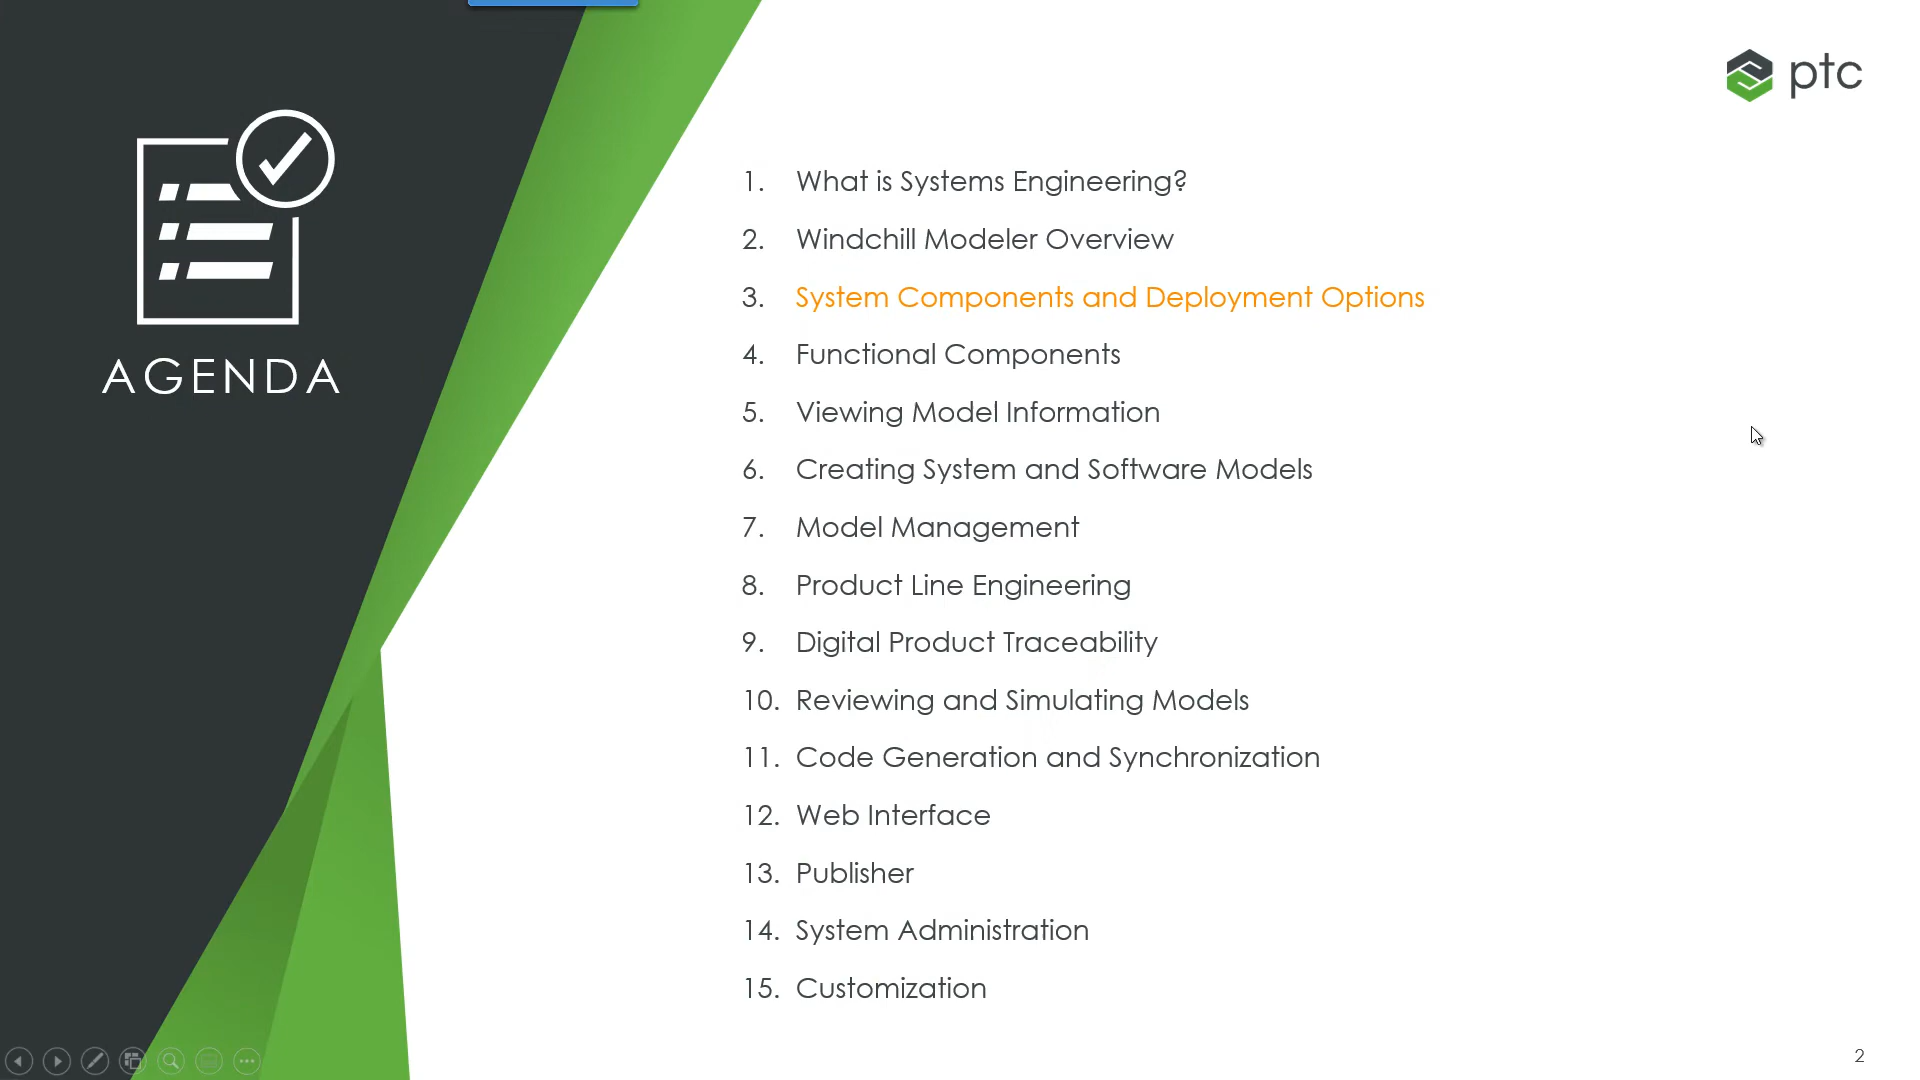 ptc
AGENDA
1. What is Systems Engineering?
2. Windchill Modeler Overview
3. System Components and Deployment Options
4. Functional Components
5. Viewing Model Information
6. Creating System and Software Models
7. Model Management
8. Product Line Engineering
9. Digital Product Traceability
10. Reviewing and Simulating Models
11. Code Generation and Synchronization
12. Web Interface
13. Publisher
14. System Administration
15. Customization
2